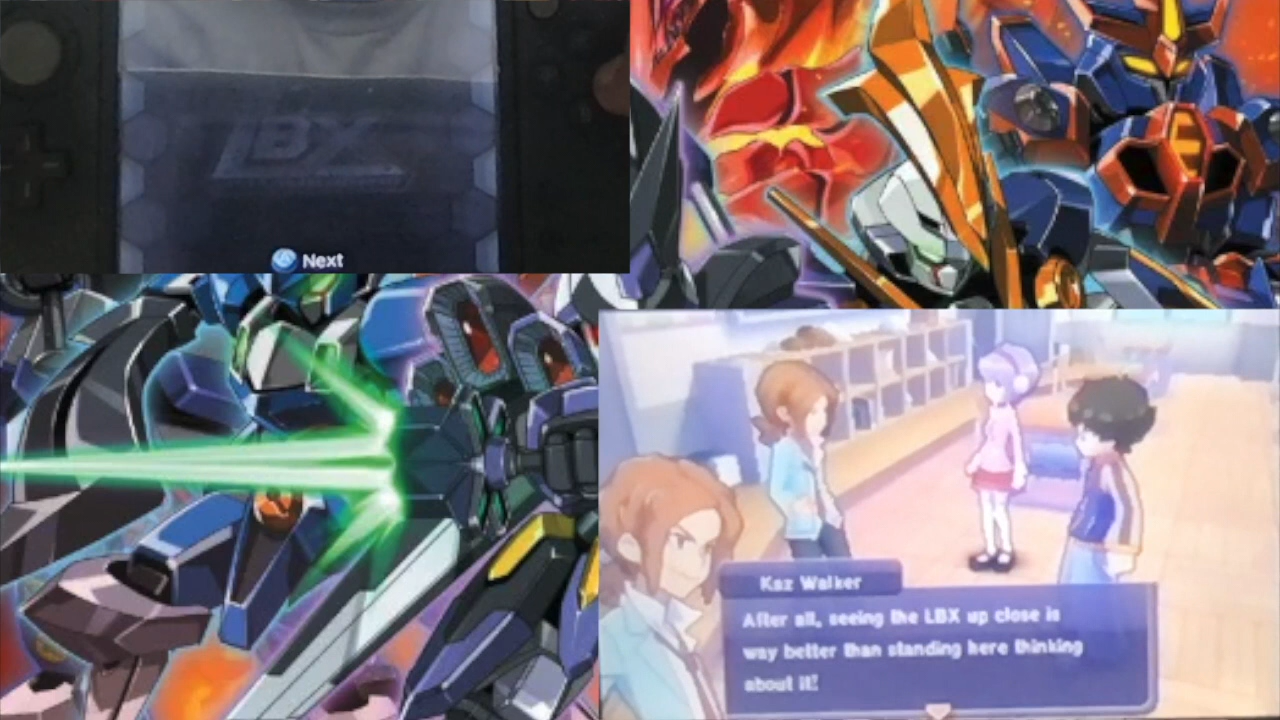 LBX
Next
Kaz Walker
After all, seeing the LBX up close is
way better than standing here thinking
about it!